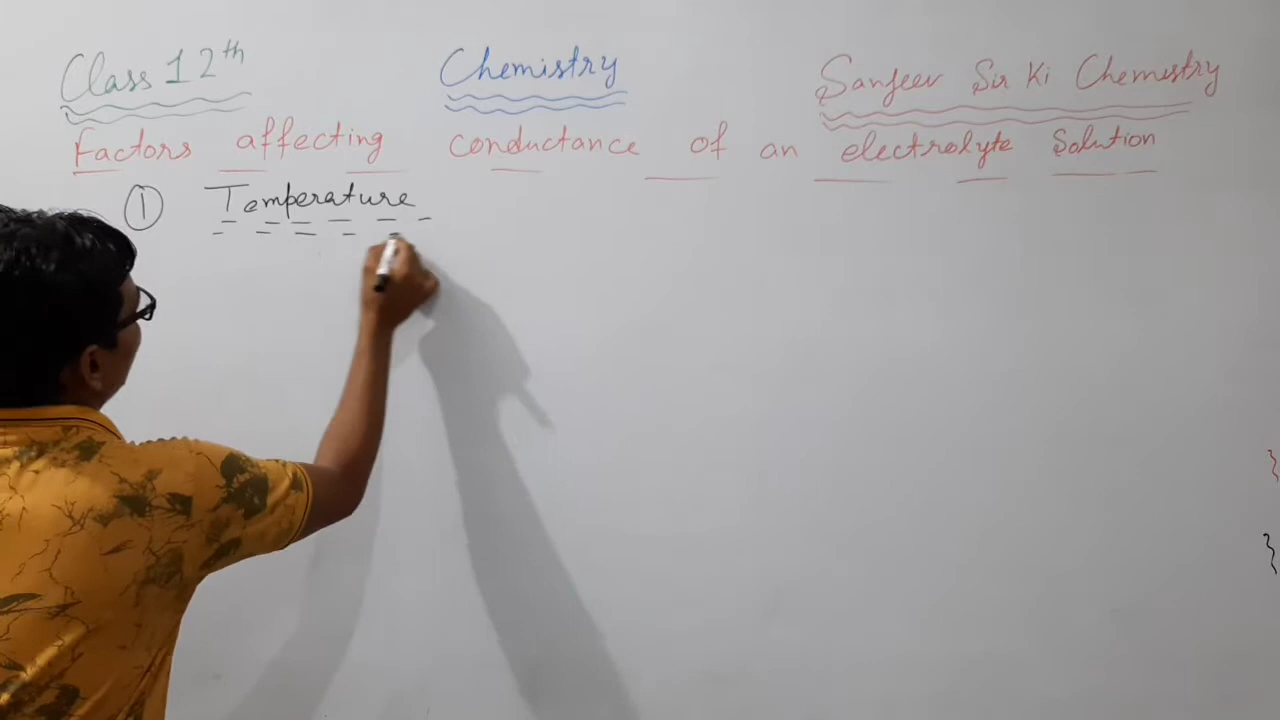 Class 12th Chemistry Sanjeev Sir Ki Chemistry
Factors affecting conductance of an electrolyte Solution
① Temperature